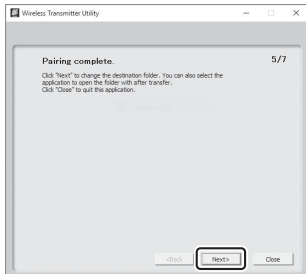 Wireless Transmitter Utility
Pairing complete.
5/7
Click "Next" to change the destination folder. You can also select the
application to open the folder with after transfer.
Click "Close" to quit this application.
<Back
Next>
Close